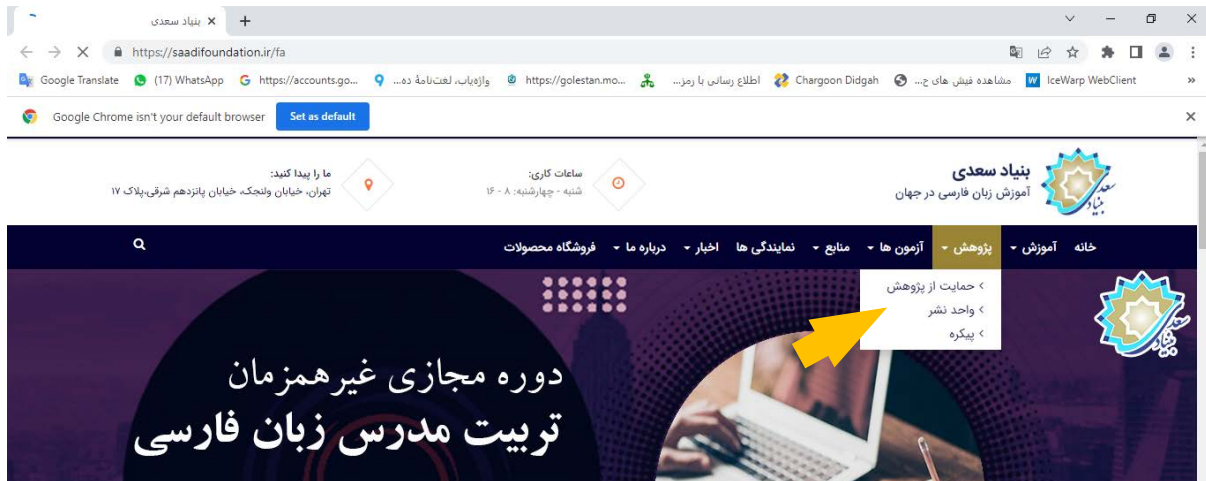 بنیاد سعدی
https://saadifoundation.ir/fa
Google Translate
(17) WhatsApp
https://accounts.go...
واژه‌یاب، لغت‌نامهٔ ده...
https://golestan.mo...
اطلاع رسانی با رمز...
Chargoon Didgah
مشاهده فیش های ح...
IceWarp WebClient
Google Chrome isn't your default browser
Set as default
بنیاد سعدی
آموزش زبان فارسی در جهان
ساعات کاری:
شنبه - چهارشنبه: ۸ - ۱۶
ما را پیدا کنید:
تهران، خیابان ولنجک، خیابان پانزدهم شرقی،پلاک ۱۷
بنیاد سعدی
خانه آموزش پژوهش آزمون ها منابع نمایندگی ها اخبار درباره ما فروشگاه محصولات
حمایت از پژوهش
واحد نشر
پیکره
بنیاد سعدی
دوره مجازی غیرهمزمان
تربیت مدرس زبان فارسی